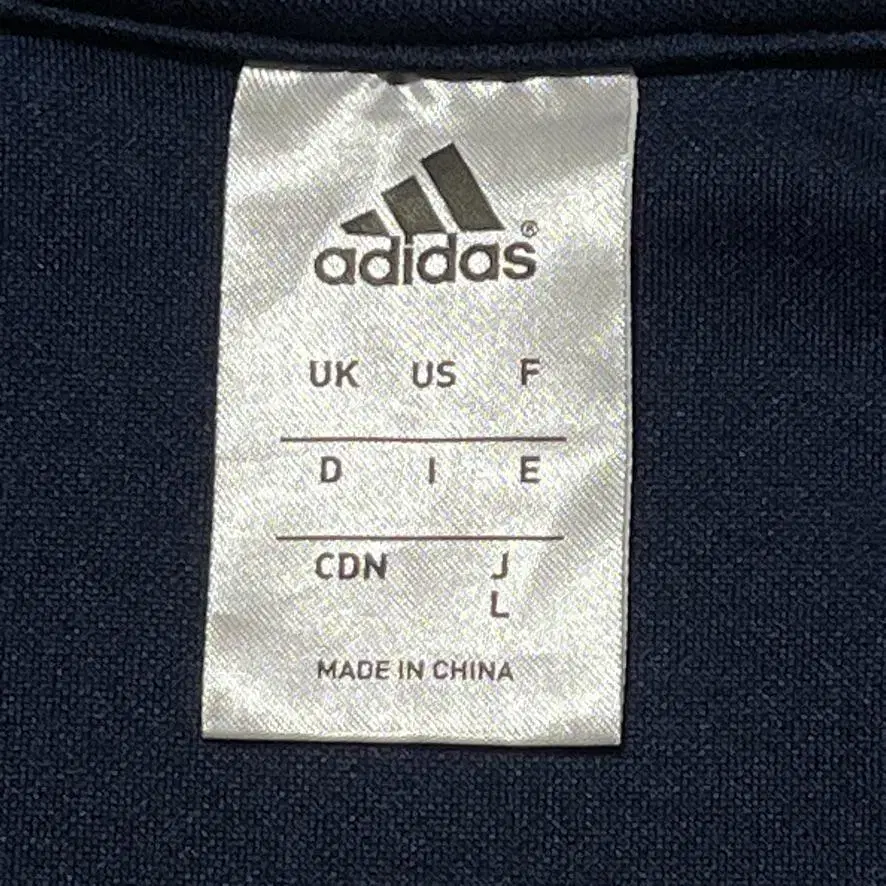 adidas®
UK US F
D I E
CDN J
L
MADE IN CHINA